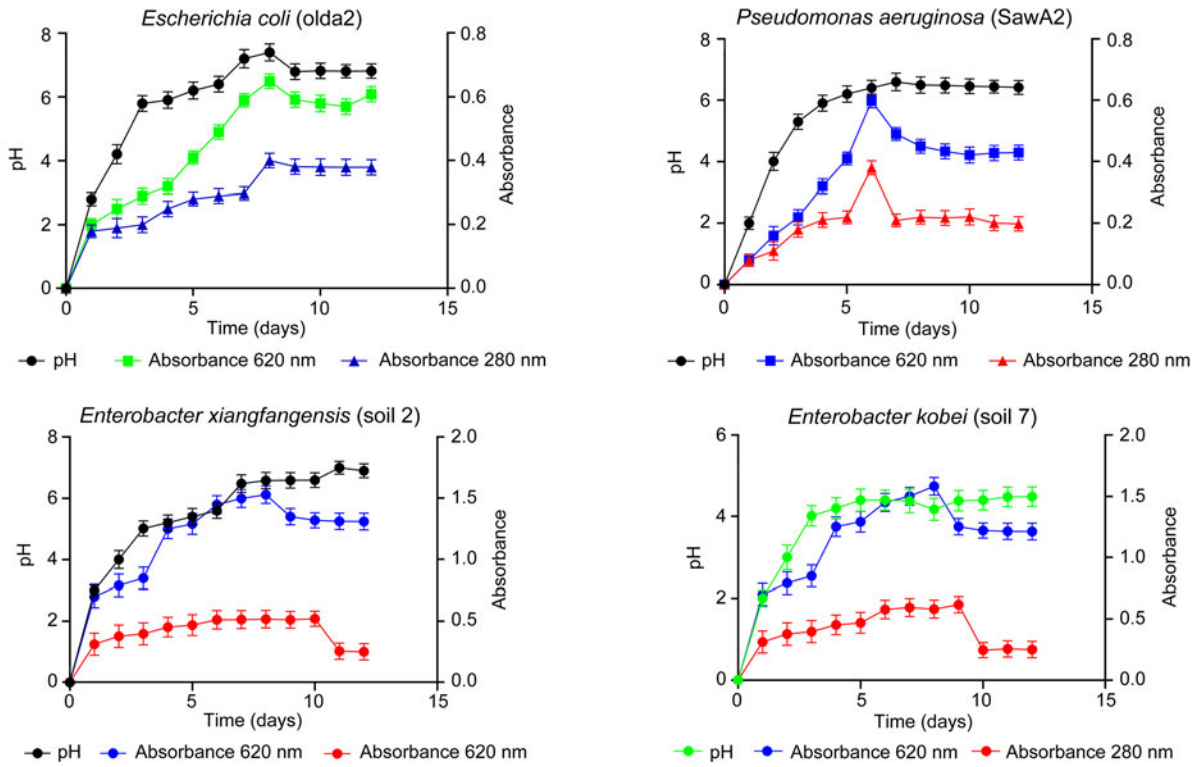 Escherichia coli (olda2)
8
6
4
2
0
pH
0.8
0.6
0.4
0.2
0.0
Absorbance
0 5 10 15
Time (days)
pH Absorbance 620 nm Absorbance 280 nm
Pseudomonas aeruginosa (SawA2)
8
6
4
2
0
pH
0.8
0.6
0.4
0.2
0.0
Absorbance
0 5 10 15
Time (days)
pH Absorbance 620 nm Absorbance 280 nm
Enterobacter xiangfangensis (soil 2)
8
6
4
2
0
pH
2.0
1.5
1.0
0.5
0.0
Absorbance
0 5 10 15
Time (days)
pH Absorbance 620 nm Absorbance 620 nm
Enterobacter kobei (soil 7)
6
4
2
0
pH
2.0
1.5
1.0
0.5
0.0
Absorbance
0 5 10 15
Time (days)
pH Absorbance 620 nm Absorbance 280 nm